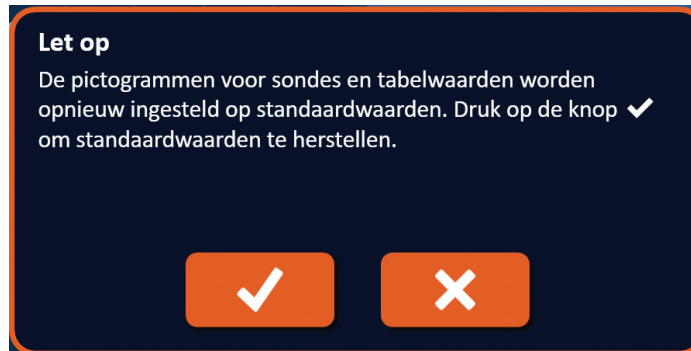 Let op
De pictogrammen voor sondes en tabelwaarden worden
opnieuw ingesteld op standaardwaarden. Druk op de knop ✔
om standaardwaarden te herstellen.